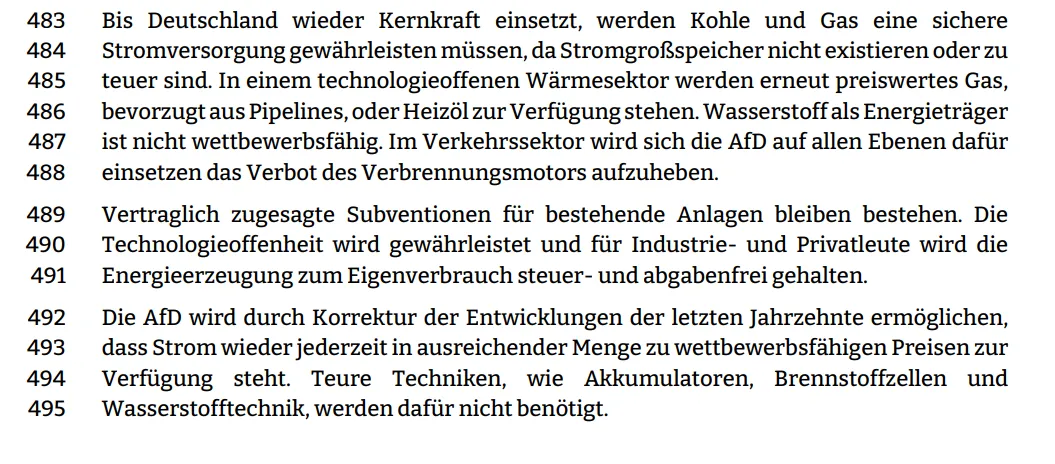 483 Bis Deutschland wieder Kernkraft einsetzt, werden Kohle und Gas eine sichere
484 Stromversorgung gewährleisten müssen, da Stromgroßspeicher nicht existieren oder zu
485 teuer sind. In einem technologieoffenen Wärmesektor werden erneut preiswertes Gas,
486 bevorzugt aus Pipelines, oder Heizöl zur Verfügung stehen. Wasserstoff als Energieträger
487 ist nicht wettbewerbsfähig. Im Verkehrssektor wird sich die AfD auf allen Ebenen dafür
488 einsetzen das Verbot des Verbrennungsmotors aufzuheben.
489 Vertraglich zugesagte Subventionen für bestehende Anlagen bleiben bestehen. Die
490 Technologieoffenheit wird gewährleistet und für Industrie- und Privatleute wird die
491 Energieerzeugung zum Eigenverbrauch steuer- und abgabenfrei gehalten.
492 Die AfD wird durch Korrektur der Entwicklungen der letzten Jahrzehnte ermöglichen,
493 dass Strom wieder jederzeit in ausreichender Menge zu wettbewerbsfähigen Preisen zur
494 Verfügung steht. Teure Techniken, wie Akkumulatoren, Brennstoffzellen und
495 Wasserstofftechnik, werden dafür nicht benötigt.